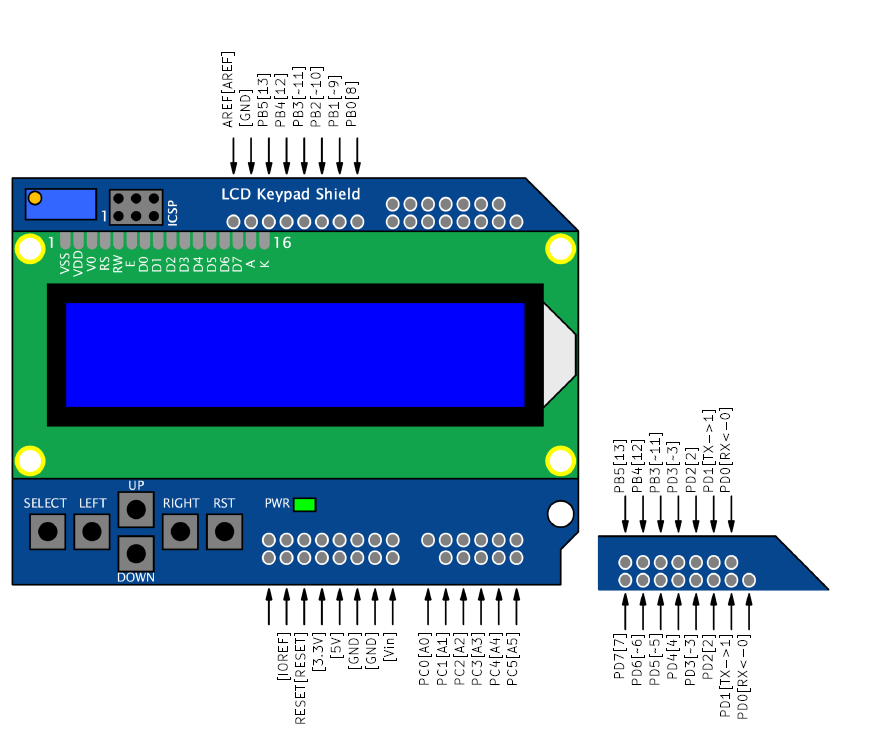 AREF[AREF]
[GND]
PB5[13]
PB4[12]
PB3[~11]
PB2[~10]
PB1[~9]
PB0[8]
LCD Keypad Shield
1
ICSP
1
16
VSS
VDD
V0
RS
RW
E
D0
D1
D2
D3
D4
D5
D6
D7
A
K
UP
SELECT
LEFT
RIGHT
RST
PWR
DOWN
[IOREF]
RESET[RESET]
[3.3V]
[5V]
[GND]
[GND]
[Vin]
PC0[A0]
PC1[A1]
PC2[A2]
PC3[A3]
PC4[A4]
PC5[A5]
PB5[13]
PB4[12]
PB3[~11]
PD3[~3]
PD2[2]
PD1[TX->1]
PD0[RX<-0]
PD7[7]
PD6[~6]
PD5[~5]
PD4[4]
PD3[~3]
PD2[2]
PD1[TX->1]
PD0[RX<-0]